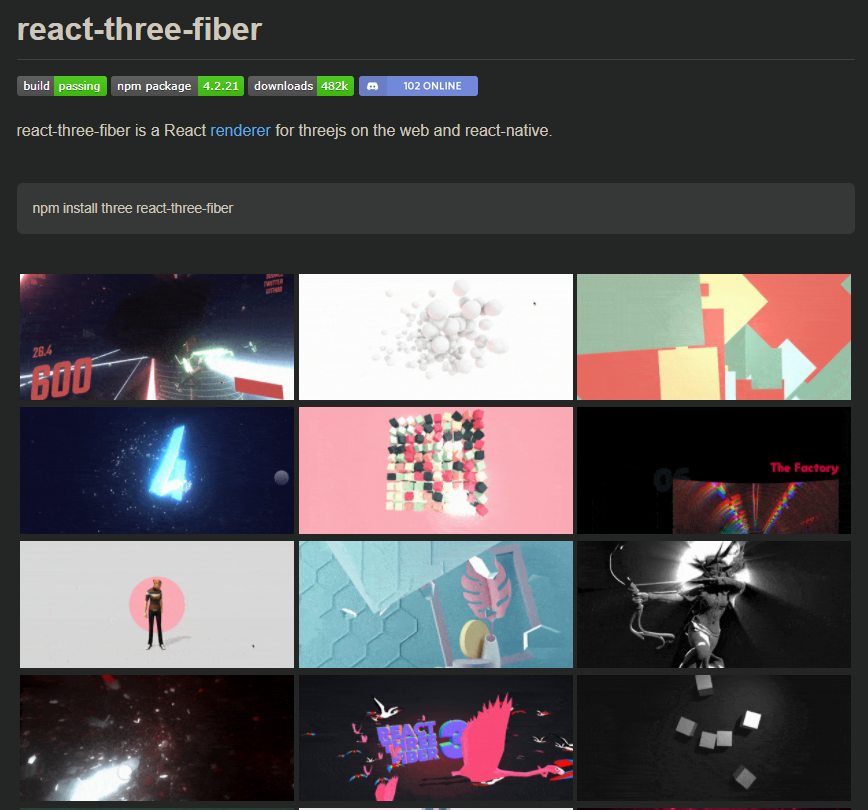 react-three-fiber
build passing npm package 4.2.21 downloads 482k 102 ONLINE
react-three-fiber is a React renderer for threejs on the web and react-native.
npm install three react-three-fiber
TWITTER
GITHUB
26.4
600
06
The Factory
REACT
THREE
FIBER 3